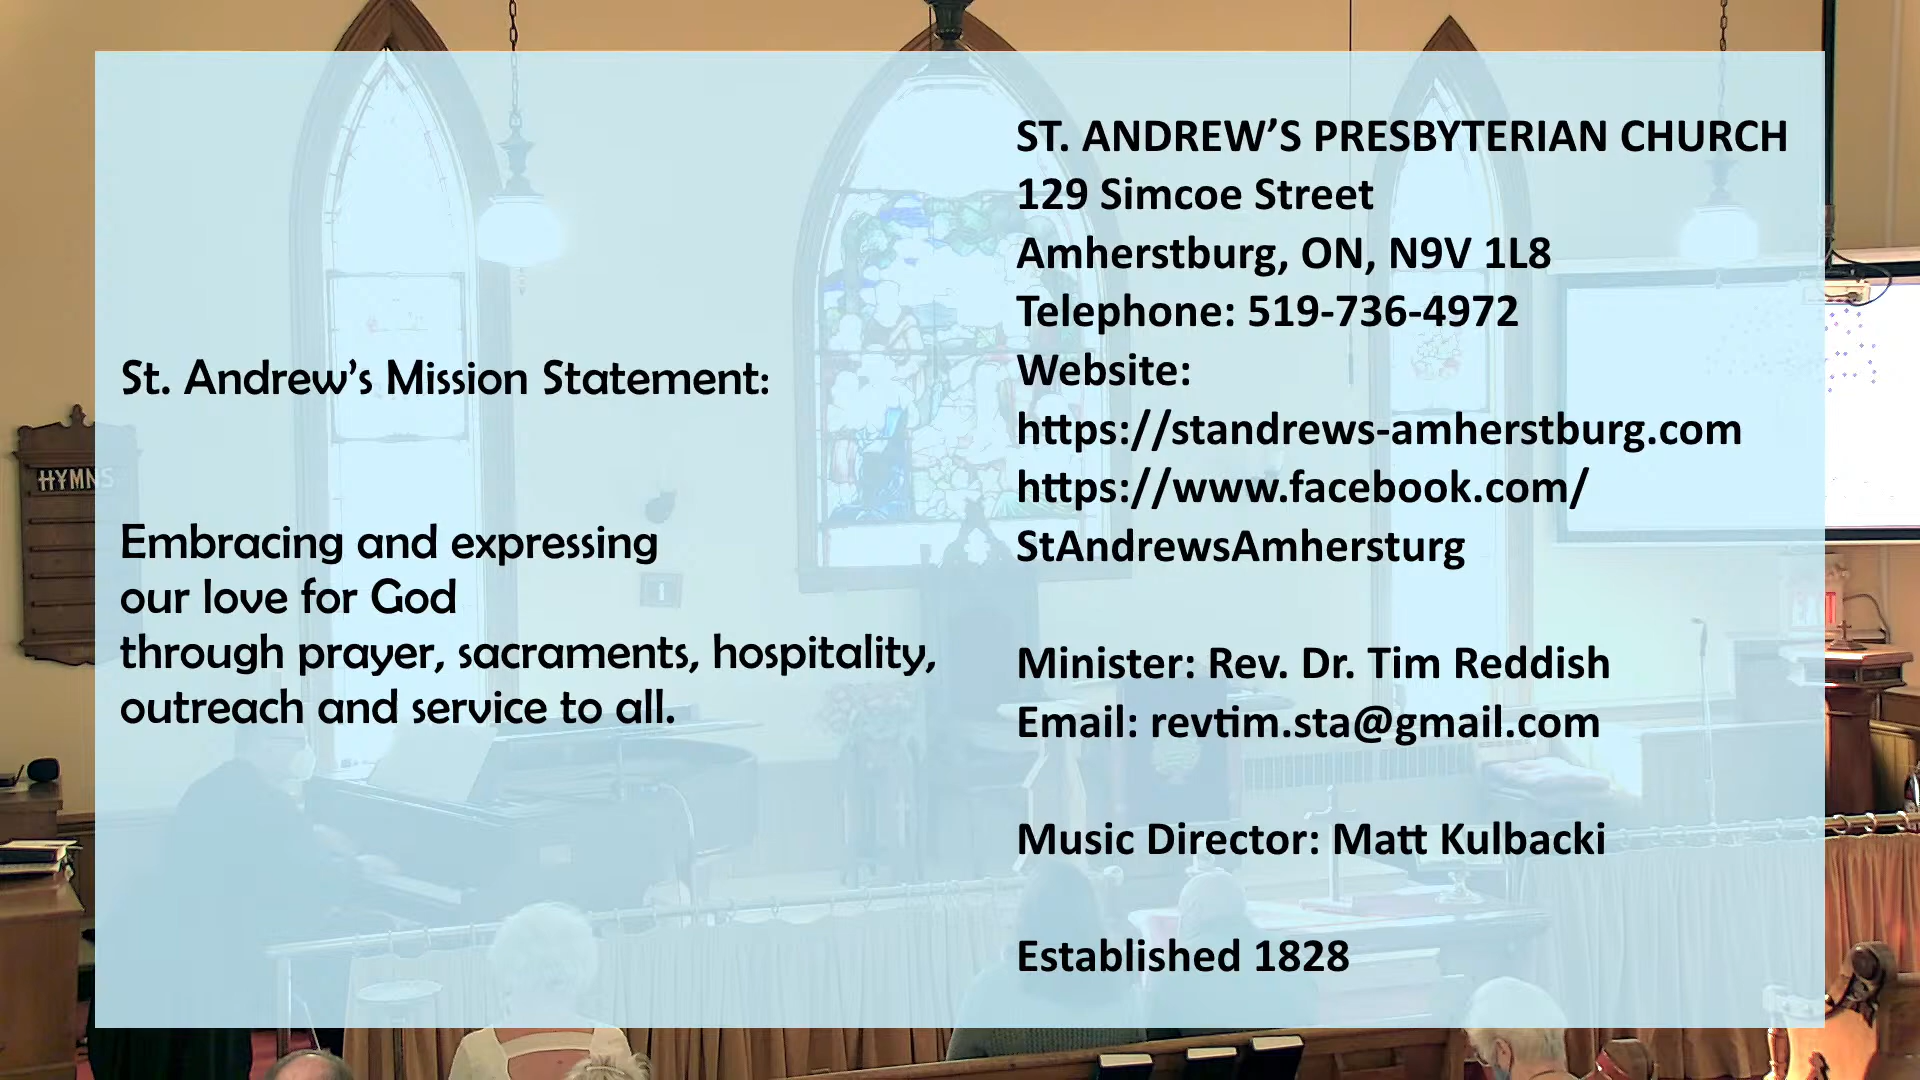 St. Andrew’s Mission Statement:
Embracing and expressing
our love for God
through prayer, sacraments, hospitality,
outreach and service to all.
ST. ANDREW’S PRESBYTERIAN CHURCH
129 Simcoe Street
Amherstburg, ON, N9V 1L8
Telephone: 519-736-4972
Website:
https://standrews-amherstburg.com
https://www.facebook.com/
StAndrewsAmhersturg
Minister: Rev. Dr. Tim Reddish
Email: revtim.sta@gmail.com
Music Director: Matt Kulbacki
Established 1828
HYMNS